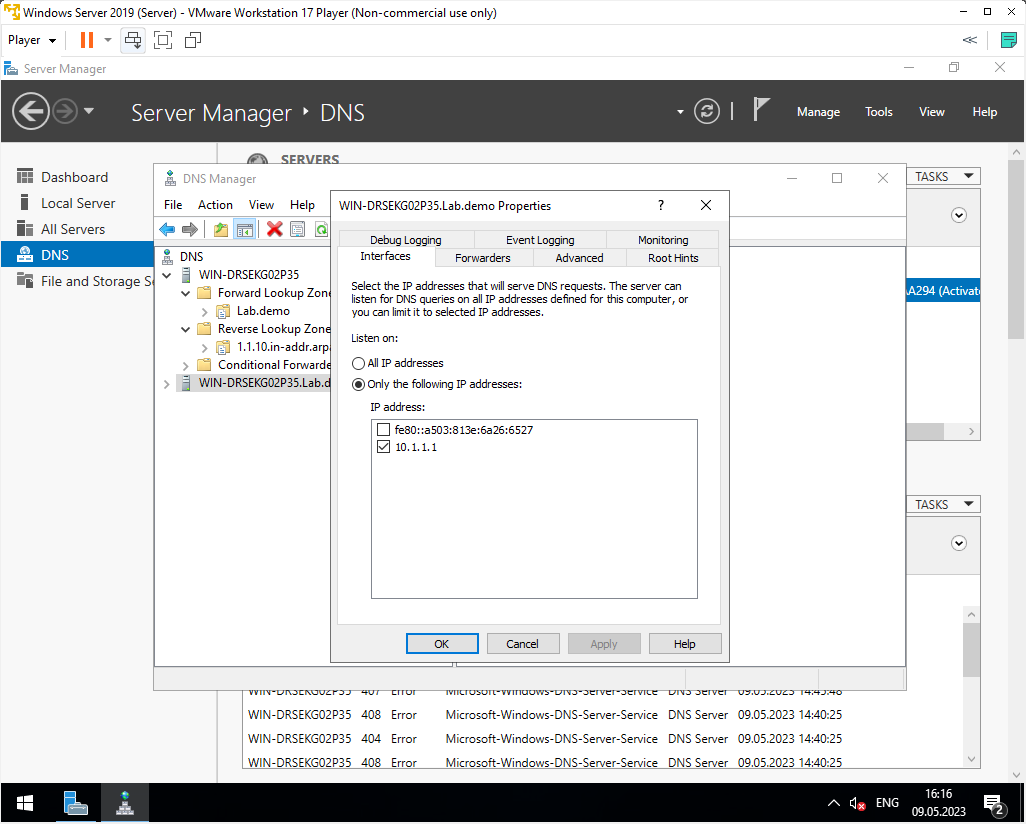 Windows Server 2019 (Server) - VMware Workstation 17 Player (Non-commercial use only)
Player
Server Manager
Server Manager DNS
Manage Tools View Help
Dashboard
Local Server
All Servers
DNS
File and Storage Se
SERVERS
TASKS
A294 (Activat
TASKS
DNS Manager
File Action View Help
DNS
WIN-DRSEKG02P35
Forward Lookup Zone
Lab.demo
Reverse Lookup Zone
1.1.10.in-addr.arpa
Conditional Forwarde
WIN-DRSEKG02P35.Lab.d
WIN-DRSEKG02P35.Lab.demo Properties
Debug Logging Event Logging Monitoring
Interfaces Forwarders Advanced Root Hints
Select the IP addresses that will serve DNS requests. The server can
listen for DNS queries on all IP addresses defined for this computer, or
you can limit it to selected IP addresses.
Listen on:
All IP addresses
Only the following IP addresses:
IP address:
fe80::a503:813e:6a26:6527
10.1.1.1
OK Cancel Apply Help
WIN-DRSEKG02P35 407 Error Microsoft-Windows-DNS-Server-Service DNS Server 09.05.2023 14:45:48
WIN-DRSEKG02P35 408 Error Microsoft-Windows-DNS-Server-Service DNS Server 09.05.2023 14:40:25
WIN-DRSEKG02P35 404 Error Microsoft-Windows-DNS-Server-Service DNS Server 09.05.2023 14:40:25
WIN-DRSEKG02P35 408 Error Microsoft-Windows-DNS-Server-Service DNS Server 09.05.2023 14:40:25
ENG
16:16
09.05.2023
2